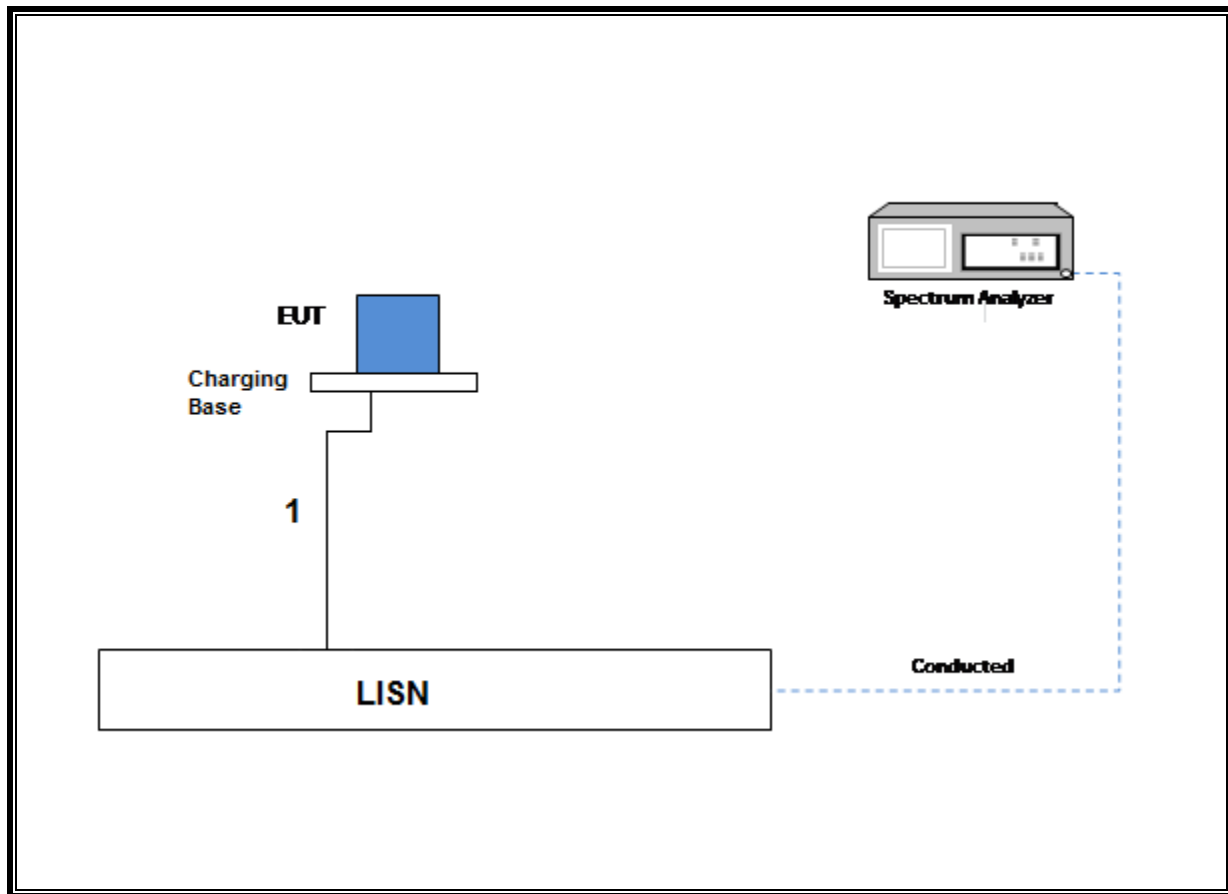 Spectrum Analyzer
EUT
Charging
Base
1
Conducted
LISN